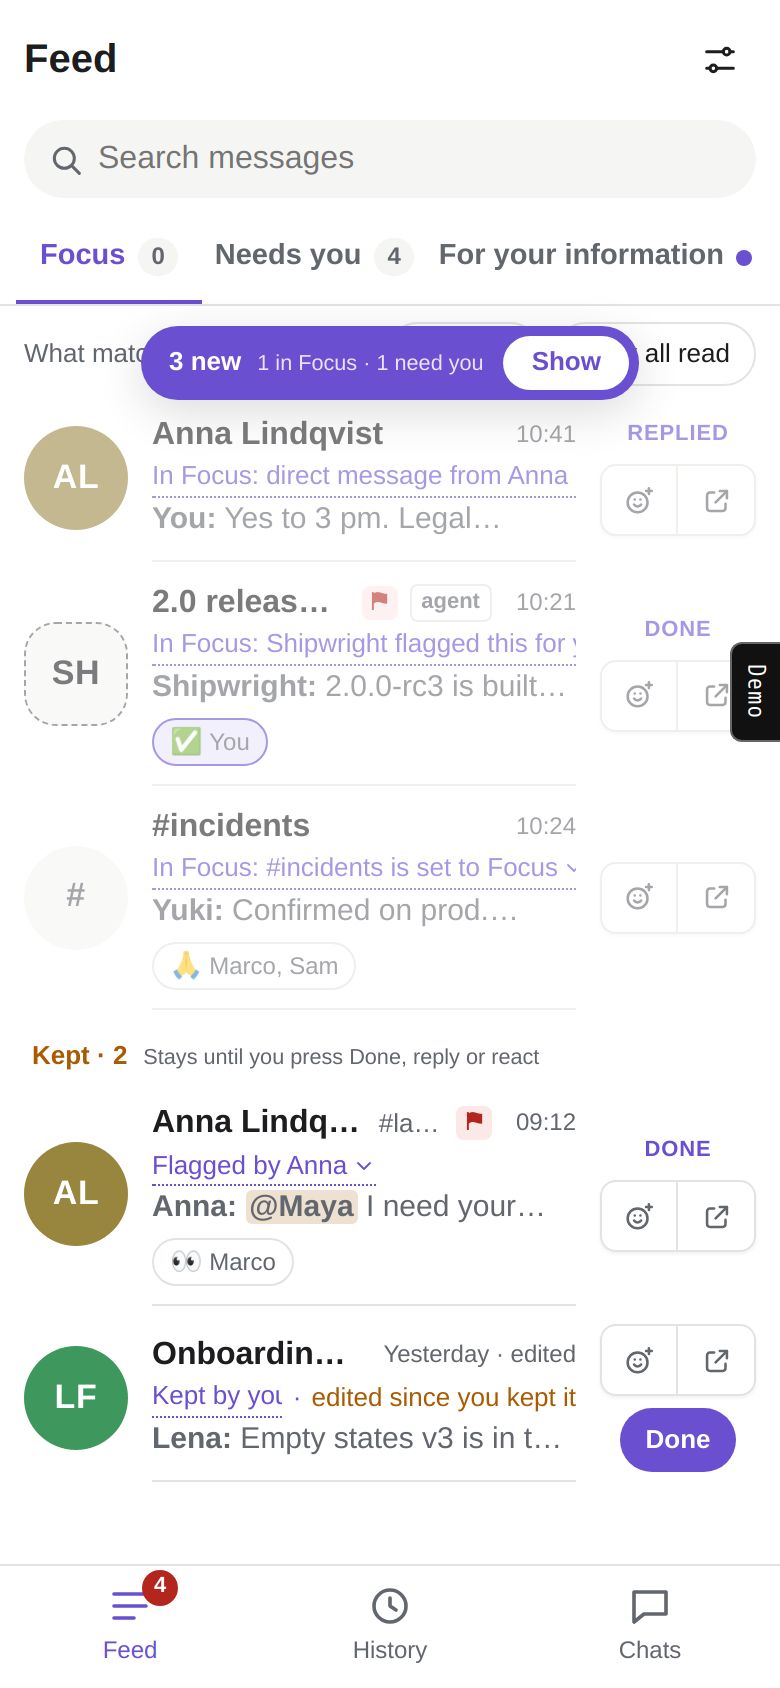 Feed
Search messages
Focus 0 Needs you 4 For your information
What matc
3 new 1 in Focus · 1 need you Show
all read
AL
Anna Lindqvist 10:41 REPLIED
In Focus: direct message from Anna
You: Yes to 3 pm. Legal…
SH
2.0 releas… agent 10:21 DONE
In Focus: Shipwright flagged this for
Shipwright: 2.0.0-rc3 is built…
✅ You
Demo
#
#incidents 10:24
In Focus: #incidents is set to Focus
Yuki: Confirmed on prod.…
🙏 Marco, Sam
Kept · 2 Stays until you press Done, reply or react
AL
Anna Lindq… #la… 09:12 DONE
Flagged by Anna
Anna: @Maya I need your…
👀 Marco
LF
Onboardin… Yesterday · edited
Kept by you · edited since you kept it
Lena: Empty states v3 is in t…
Done
4
Feed History Chats